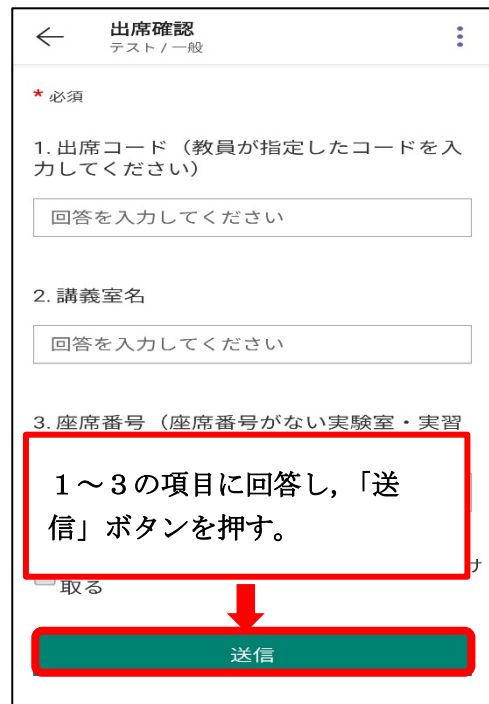 出席確認
テスト / 一般
* 必須
1. 出席コード（教員が指定したコードを入
力してください）
回答を入力してください
2. 講義室名
回答を入力してください
3. 座席番号（座席番号がない実験室・実習
１～３の項目に回答し，「送
信」ボタンを押す。
け
取る
送信